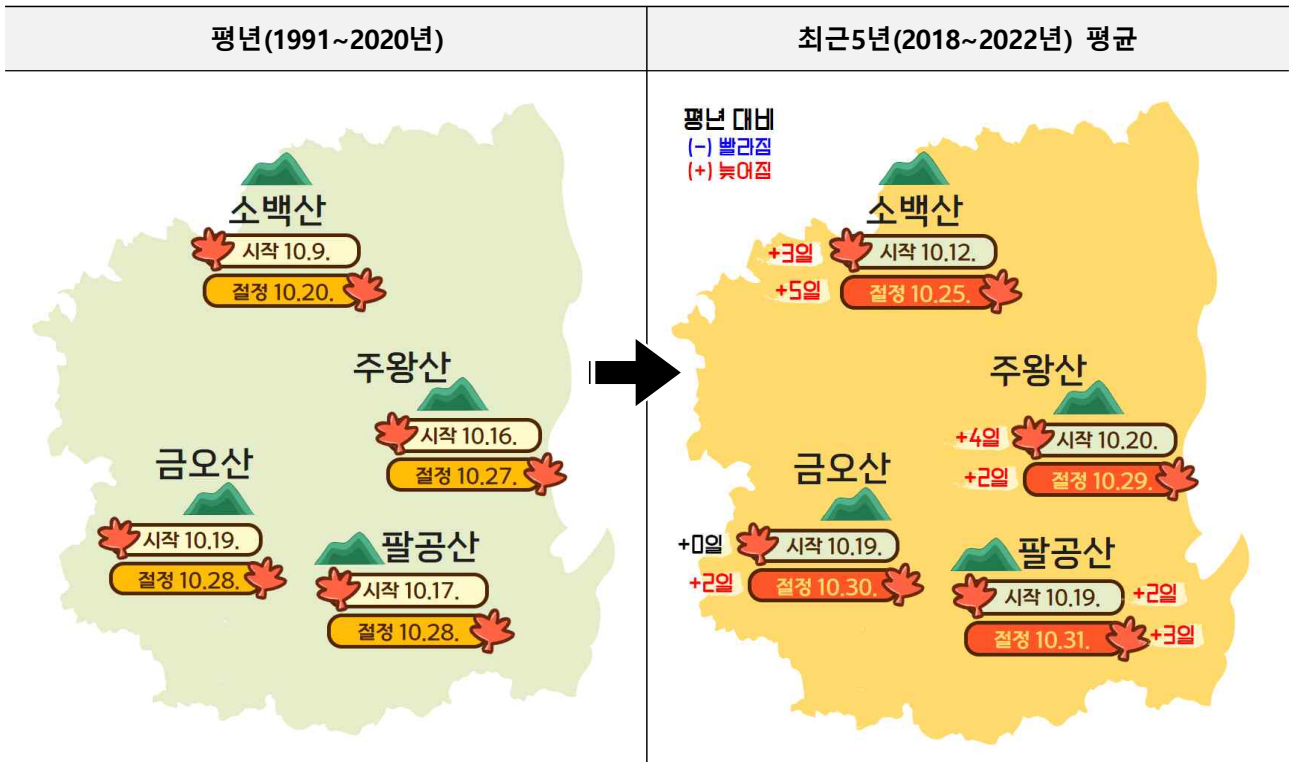 평년(1991~2020년)
최근5년(2018~2022년) 평균
소백산
시작 10.9.
절정 10.20.
주왕산
시작 10.16.
절정 10.27.
금오산
시작 10.19.
절정 10.28.
팔공산
시작 10.17.
절정 10.28.
평년 대비
(-) 빨라짐
(+) 늦어짐
소백산
+3일 시작 10.12.
+5일 절정 10.25.
주왕산
+4일 시작 10.20.
+2일 절정 10.29.
금오산
+0일 시작 10.19.
+2일 절정 10.30.
팔공산
시작 10.19. +2일
절정 10.31. +3일